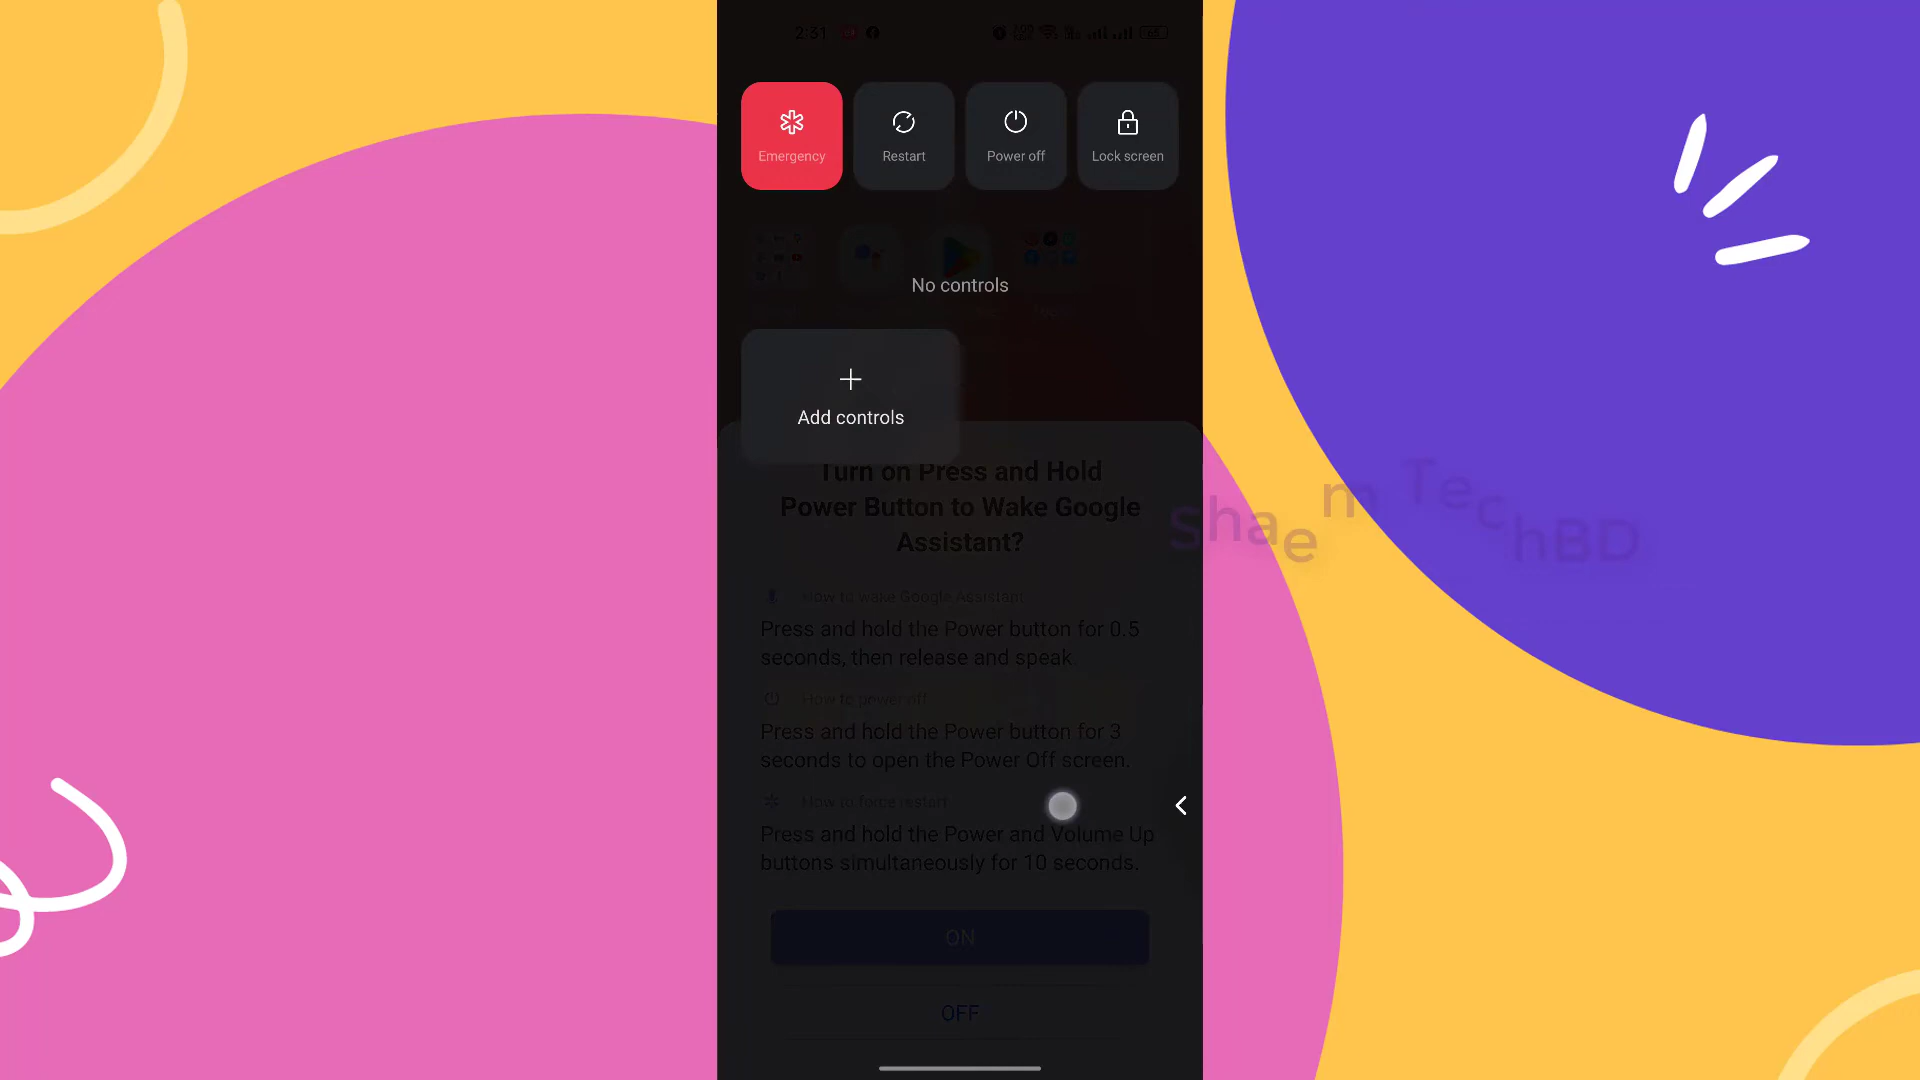 2:31
Emergency
Restart
Power off
Lock screen
No controls
Add controls
Turn on Press and Hold
Power Button to Wake Google
Assistant?
How to wake Google Assistant
Press and hold the Power button for 0.5
seconds, then release and speak.
How to power off
Press and hold the Power button for 3
seconds to open the Power Off screen.
How to force restart
Press and hold the Power and Volume Up
buttons simultaneously for 10 seconds.
ON
OFF
Shaem TechBD